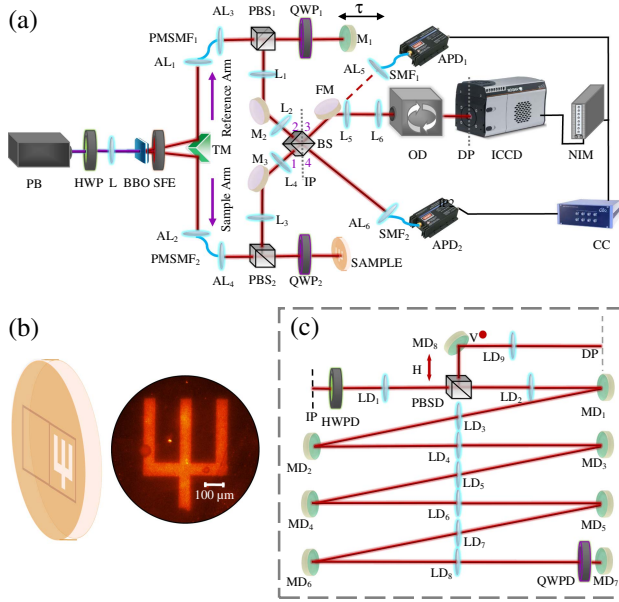 (a)
AL3
PBS1
QWP1
τ
M1
PMSMF1
AL1
Reference Arm
L1
AL5
SMF1
APD1
FM
M2
L2
2
3
BS
L5
L6
OD
DP
ICCD
NIM
PB
HWP
L
BBO
SFE
TM
M3
1
4
L4
IP
Sample Arm
L3
AL2
PMSMF2
AL4
PBS2
QWP2
SAMPLE
AL6
SMF2
APD2
CC
(b)
100 µm
(c)
MD8
V
H
LD9
DP
IP
HWPD
LD1
PBSD
LD2
MD1
LD3
MD2
LD4
MD3
LD5
MD4
LD6
MD5
LD7
MD6
LD8
QWPD
MD7